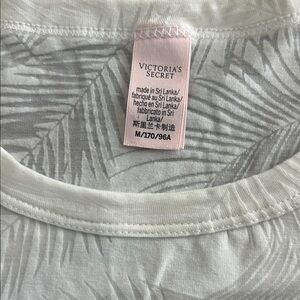 VICTORIA'S
SECRET
made in Sri Lanka/
fabriqué au Sri Lanka/
hecho en Sri Lanka/
fabbricato in Sri
Lanka/
斯里兰卡制造
M/170/96A